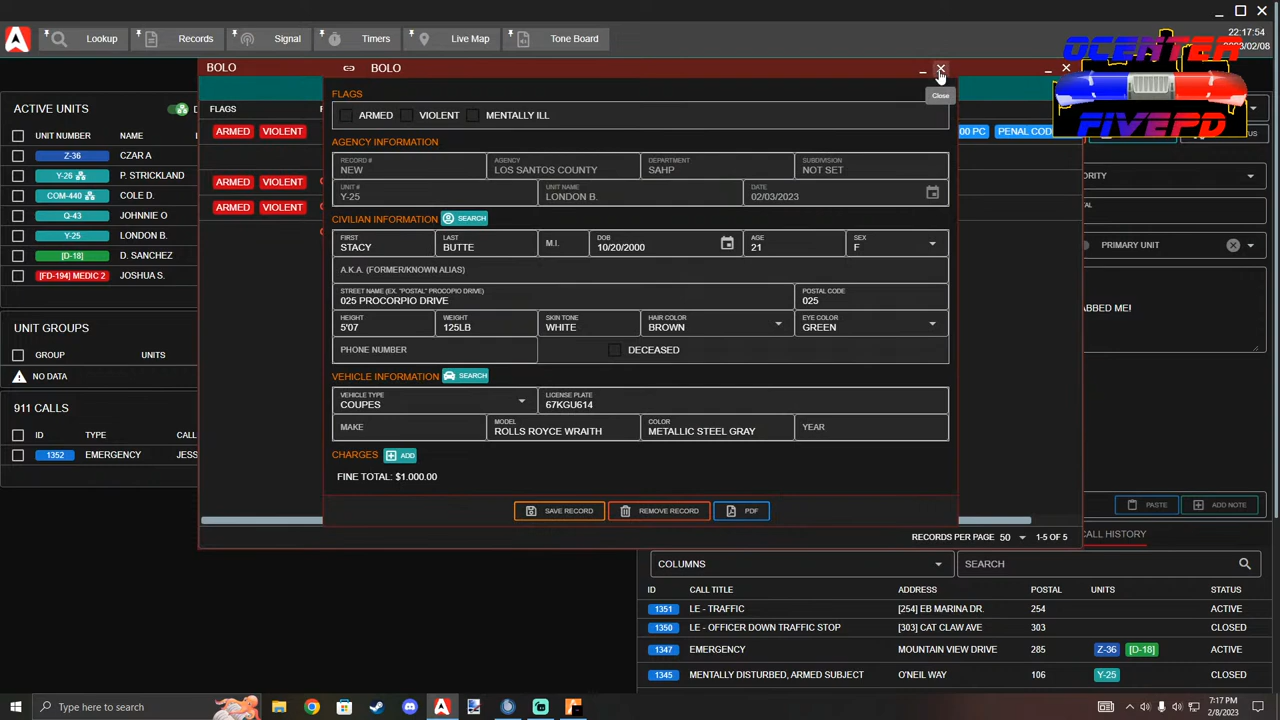 22:17:54
2023/02/08
OCENTER
FIVEPD
Lookup
Records
Signal
Timers
Live Map
Tone Board
BOLO
BOLO
Close
ACTIVE UNITS
UNIT NUMBER NAME
Z-36 CZAR A
Y-26 P. STRICKLAND
COM-440 COLE D.
Q-43 JOHNNIE O
Y-25 LONDON B.
[D-18] D. SANCHEZ
[FD-194] MEDIC 2 JOSHUA S.
UNIT GROUPS
GROUP UNITS
NO DATA
911 CALLS
ID TYPE CALL
1352 EMERGENCY JESS
FLAGS
ARMED VIOLENT
ARMED VIOLENT
ARMED VIOLENT
FLAGS
ARMED VIOLENT MENTALLY ILL
AGENCY INFORMATION
RECORD # AGENCY DEPARTMENT SUBDIVISION
NEW LOS SANTOS COUNTY SAHP NOT SET
UNIT # UNIT NAME DATE
Y-25 LONDON B. 02/03/2023
CIVILIAN INFORMATION SEARCH
FIRST LAST M.I. DOB AGE SEX
STACY BUTTE 10/20/2000 21 F
A.K.A. (FORMER/KNOWN ALIAS)
STREET NAME (EX. "POSTAL" PROCOPIO DRIVE) POSTAL CODE
025 PROCORPIO DRIVE 025
HEIGHT WEIGHT SKIN TONE HAIR COLOR EYE COLOR
5'07 125LB WHITE BROWN GREEN
PHONE NUMBER DECEASED
VEHICLE INFORMATION SEARCH
VEHICLE TYPE LICENSE PLATE
COUPES 67KGU614
MAKE MODEL COLOR YEAR
ROLLS ROYCE WRAITH METALLIC STEEL GRAY
CHARGES ADD
FINE TOTAL: $1.000.00
SAVE RECORD REMOVE RECORD PDF
RECORDS PER PAGE 50 1-5 OF 5
00 PC PENAL COD
ORITY
TAL
PRIMARY UNIT
ABBED ME!
PASTE ADD NOTE
CALL HISTORY
COLUMNS SEARCH
ID CALL TITLE ADDRESS POSTAL UNITS STATUS
1351 LE - TRAFFIC [254] EB MARINA DR. 254 ACTIVE
1350 LE - OFFICER DOWN TRAFFIC STOP [303] CAT CLAW AVE 303 CLOSED
1347 EMERGENCY MOUNTAIN VIEW DRIVE 285 Z-36 [D-18] ACTIVE
1345 MENTALLY DISTURBED, ARMED SUBJECT O'NEIL WAY 106 Y-25 CLOSED
Type here to search
7:17 PM
2/8/2023